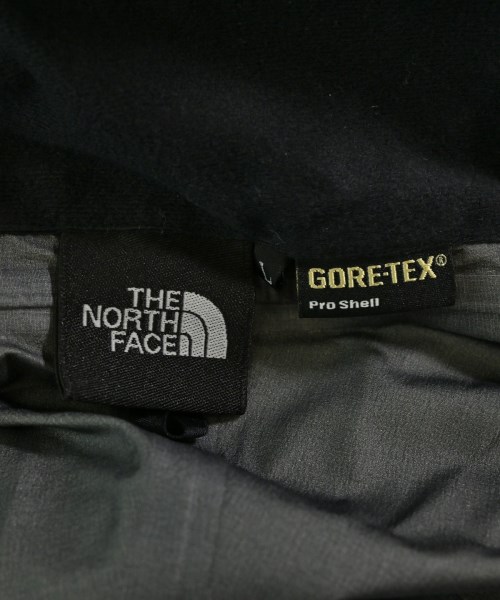 THE
NORTH
FACE
GORE-TEX®
Pro Shell